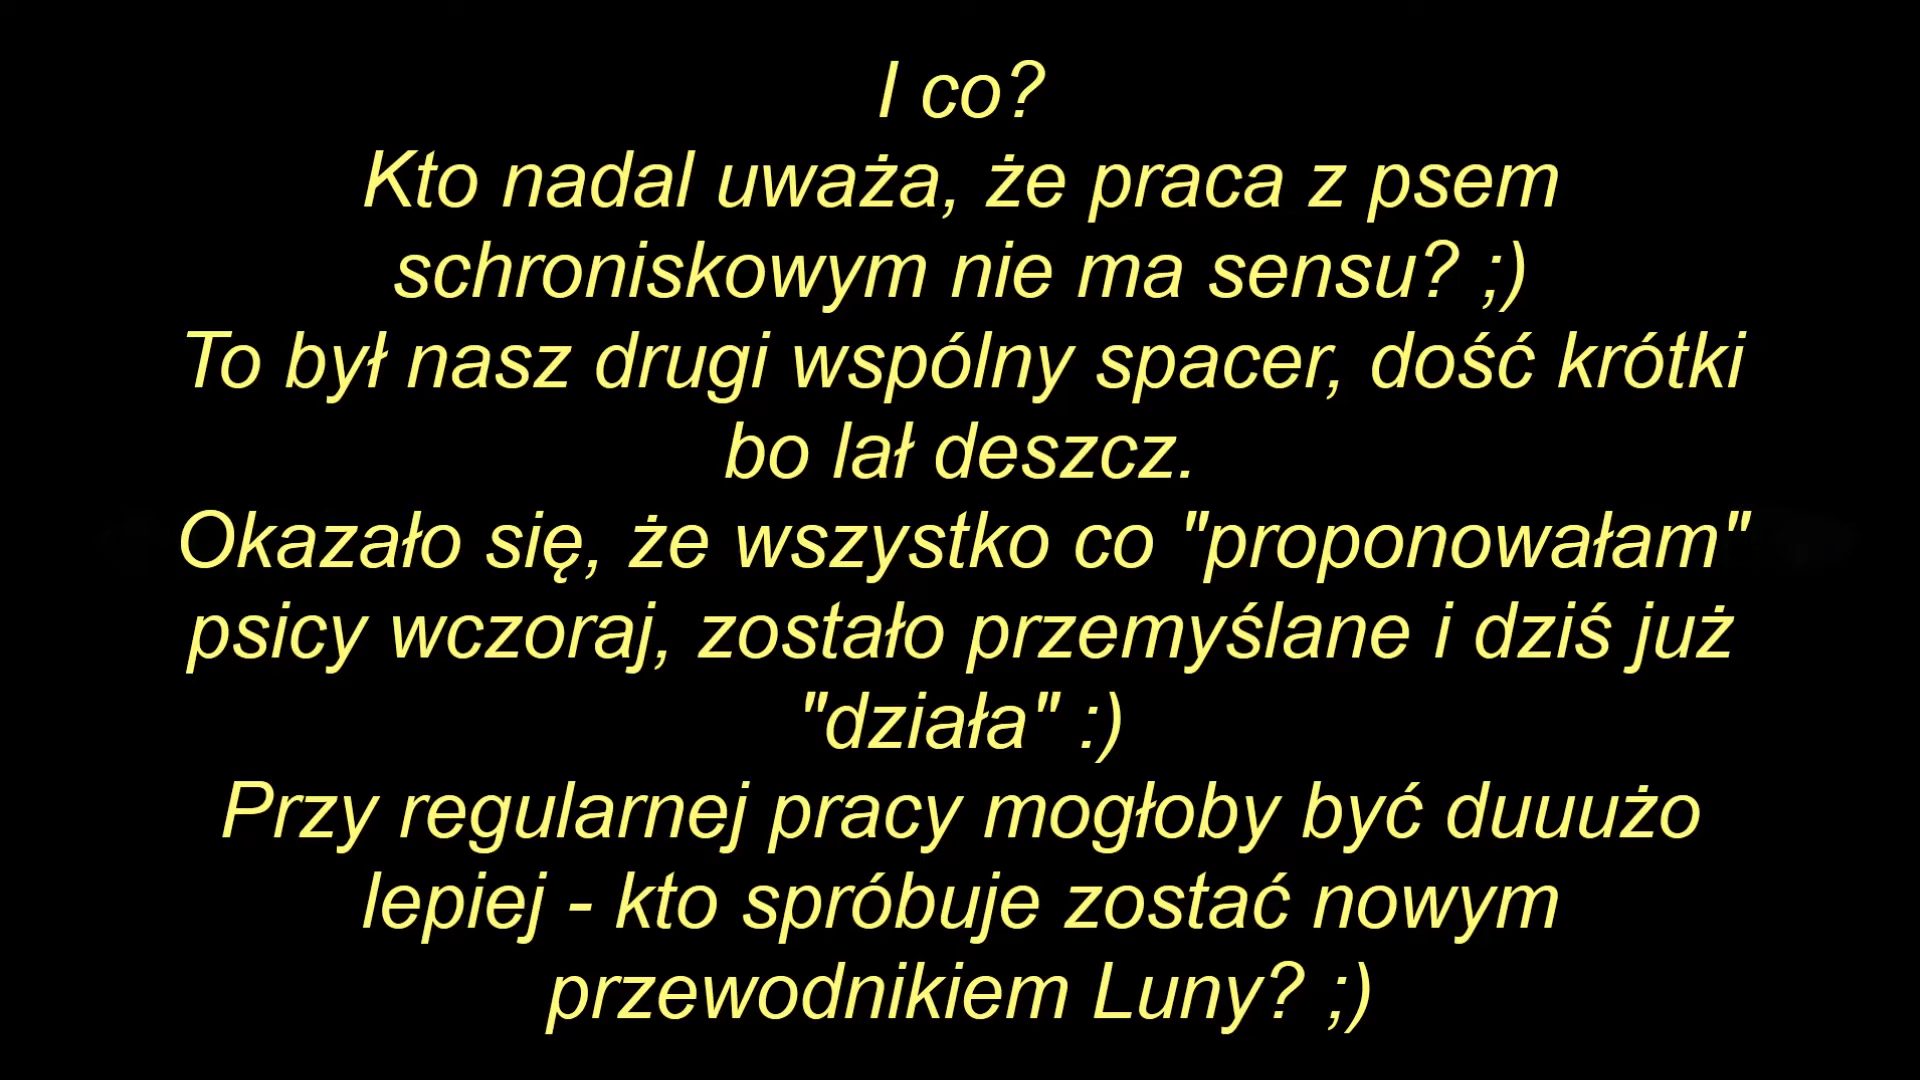 I co?
Kto nadal uważa, że praca z psem
schroniskowym nie ma sensu? ;)
To był nasz drugi wspólny spacer, dość krótki
bo lał deszcz.
Okazało się, że wszystko co "proponowałam"
psicy wczoraj, zostało przemyślane i dziś już
"działa" :)
Przy regularnej pracy mogłoby być duuużo
lepiej - kto spróbuje zostać nowym
przewodnikiem Luny? ;)